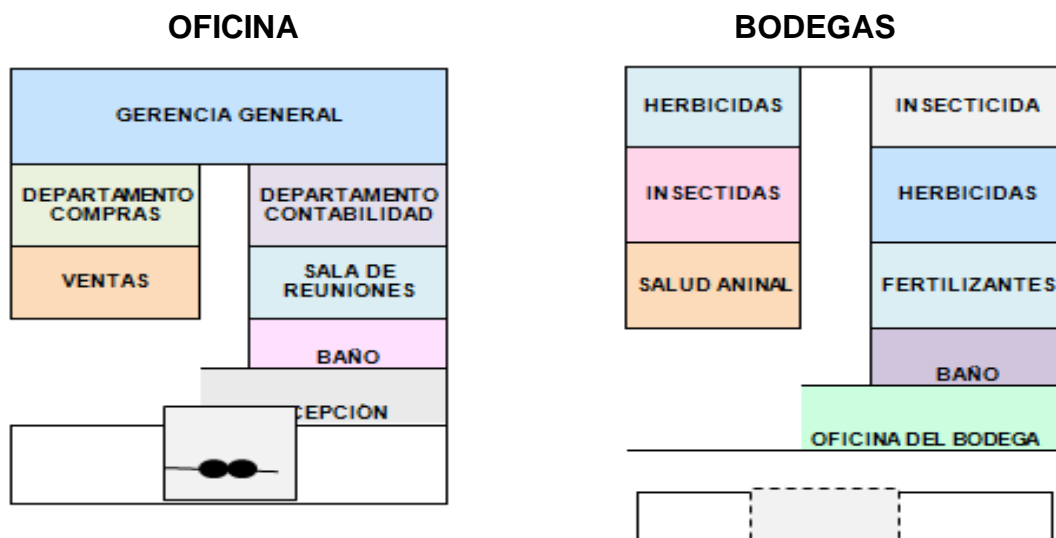 OFICINA
GERENCIA GENERAL
DEPARTAMENTO
COMPRAS
DEPARTAMENTO
CONTABILIDAD
VENTAS
SALA DE
REUNIONES
BAÑO
CEPCIÓN
BODEGAS
HERBICIDAS
INSECTICIDA
INSECTIDAS
HERBICIDAS
SALUD ANINAL
FERTILIZANTES
BAÑO
OFICINA DEL BODEGA